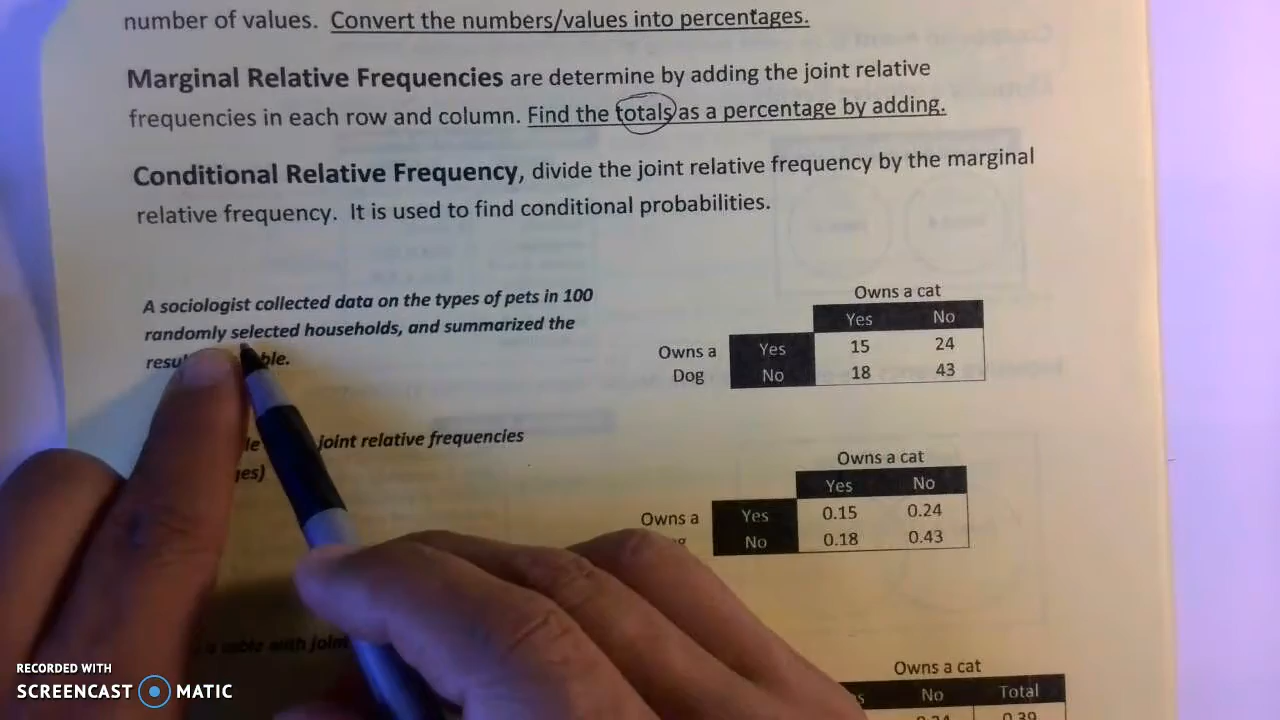 number of values. Convert the numbers/values into percentages.
Marginal Relative Frequencies are determine by adding the joint relative
frequencies in each row and column. Find the totals as a percentage by adding.
Conditional Relative Frequency, divide the joint relative frequency by the marginal
relative frequency. It is used to find conditional probabilities.
A sociologist collected data on the types of pets in 100
randomly selected households, and summarized the
Owns a cat
Yes No
Owns a Yes 15 24
Dog No 18 43
joint relative frequencies
Owns a cat
Yes No
Owns a Yes 0.15 0.24
No 0.18 0.43
Owns a cat
No Total
0.24 0.39
RECORDED WITH
SCREENCAST MATIC